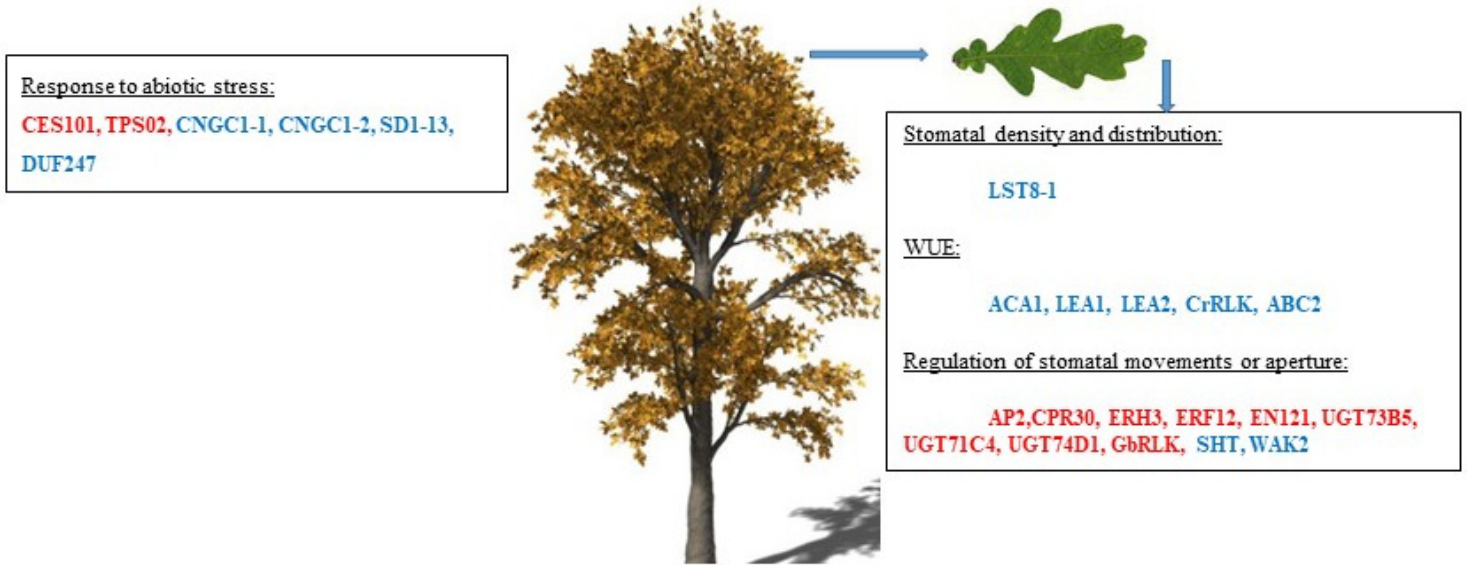 Response to abiotic stress:
CES101, TPS02, CNGC1-1, CNGC1-2, SD1-13,
DUF247
Stomatal density and distribution:
LST8-1
WUE:
ACA1, LEA1, LEA2, CrRLK, ABC2
Regulation of stomatal movements or aperture:
AP2,CPR30, ERH3, ERF12, EN121, UGT73B5,
UGT71C4, UGT74D1, GbRLK, SHT, WAK2